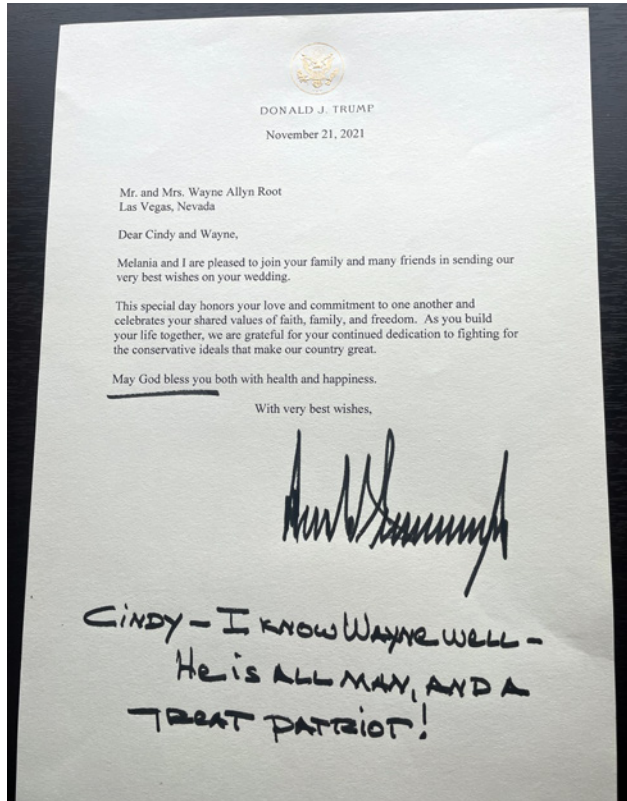 DONALD J. TRUMP
November 21, 2021
Mr. and Mrs. Wayne Allyn Root
Las Vegas, Nevada
Dear Cindy and Wayne,
Melania and I are pleased to join your family and many friends in sending our
very best wishes on your wedding.
This special day honors your love and commitment to one another and
celebrates your shared values of faith, family, and freedom. As you build
your life together, we are grateful for your continued dedication to fighting for
the conservative ideals that make our country great.
May God bless you both with health and happiness.
With very best wishes,
CiNDY – I KNOW WAYNe WELL –
He is ALL MAN, AND A
TREAT PATRIOT!